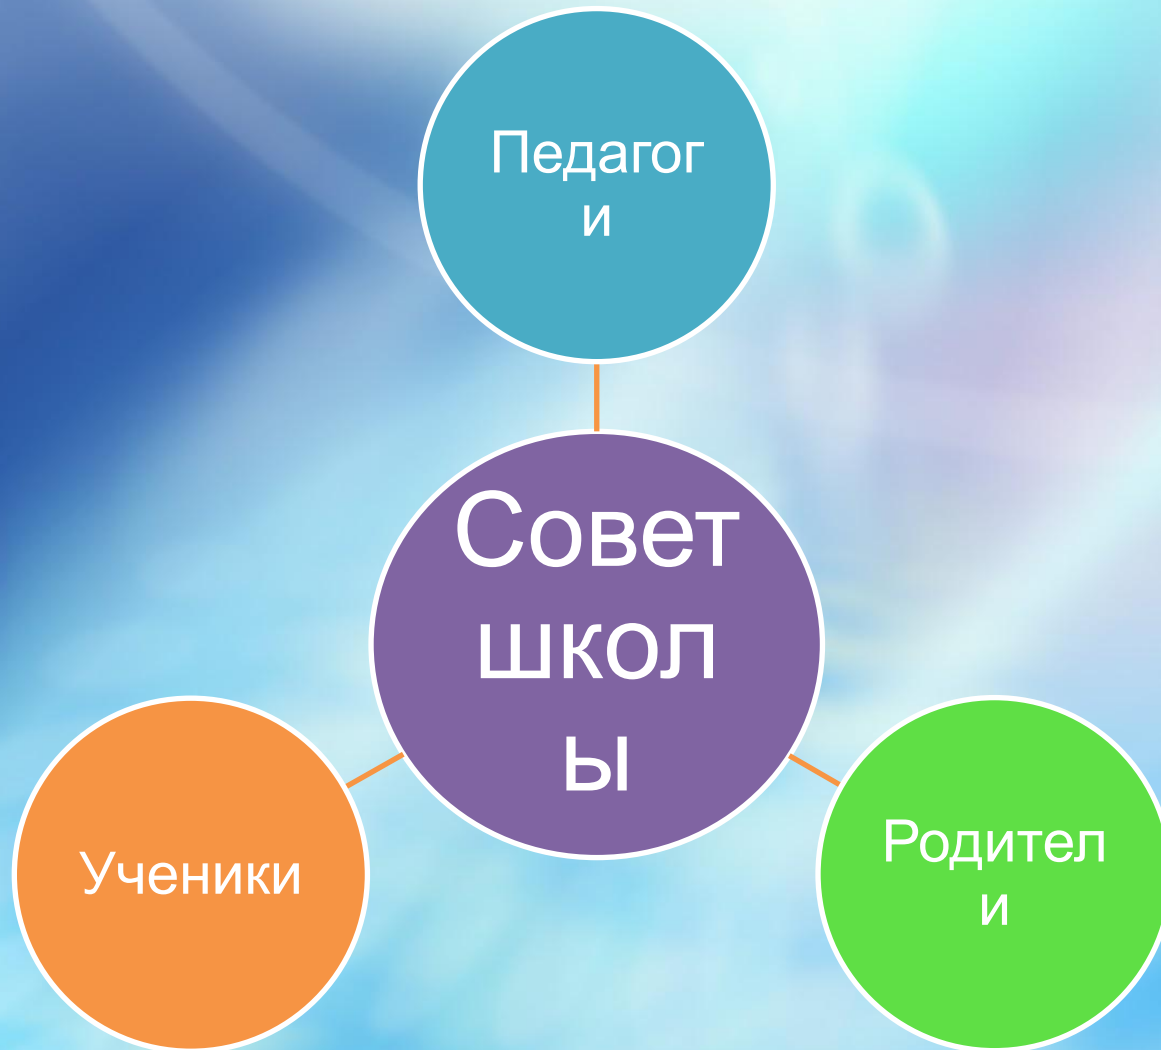 Педагог
и
Совет
школ
ы
Ученики
Родител
и